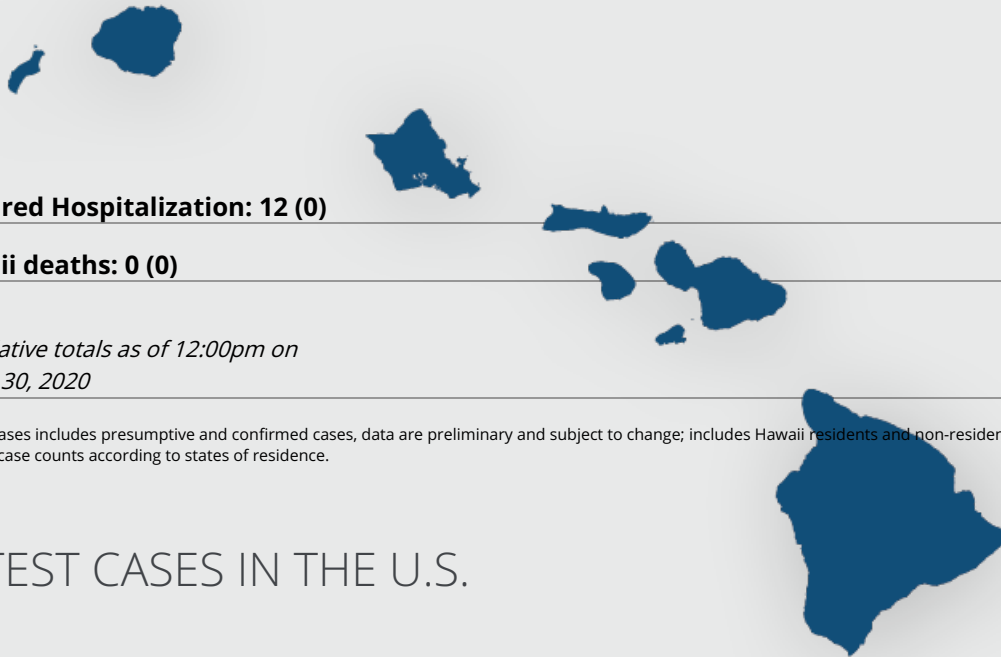 red Hospitalization: 12 (0)
ii deaths: 0 (0)
ative totals as of 12:00pm on
30, 2020
ases includes presumptive and confirmed cases, data are preliminary and subject to change; includes Hawaii residents and non-residen
case counts according to states of residence.
TEST CASES IN THE U.S.